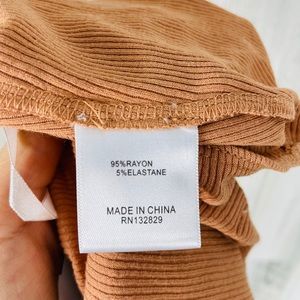 95%RAYON
5%ELASTANE
MADE IN CHINA
RN132829